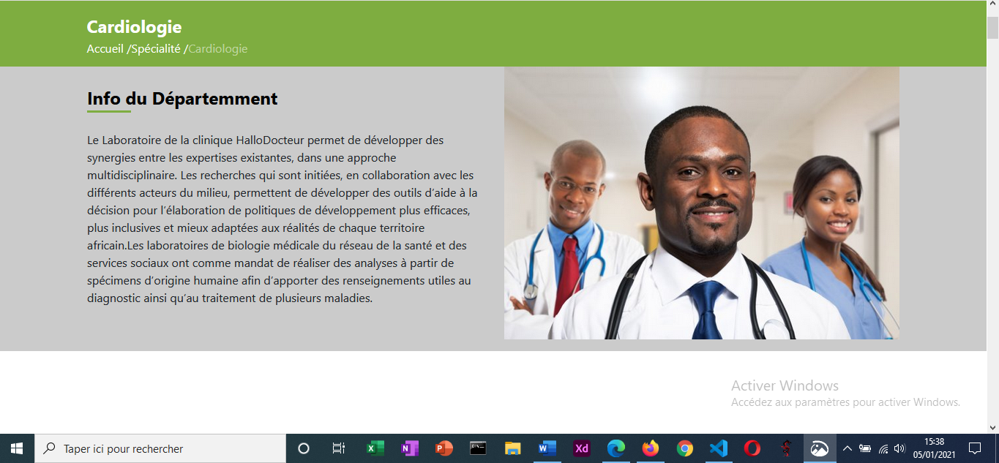 Cardiologie
Accueil /Spécialité /Cardiologie
Info du Départemment
Le Laboratoire de la clinique HalloDocteur permet de développer des
synergies entre les expertises existantes, dans une approche
multidisciplinaire. Les recherches qui sont initiées, en collaboration avec les
différents acteurs du milieu, permettent de développer des outils d’aide à la
décision pour l’élaboration de politiques de développement plus efficaces,
plus inclusives et mieux adaptées aux réalités de chaque territoire
africain.Les laboratoires de biologie médicale du réseau de la santé et des
services sociaux ont comme mandat de réaliser des analyses à partir de
spécimens d’origine humaine afin d’apporter des renseignements utiles au
diagnostic ainsi qu’au traitement de plusieurs maladies.
Activer Windows
Accédez aux paramètres pour activer Windows.
Taper ici pour rechercher
X
N
P
C:\
W
Xd
15:38
05/01/2021